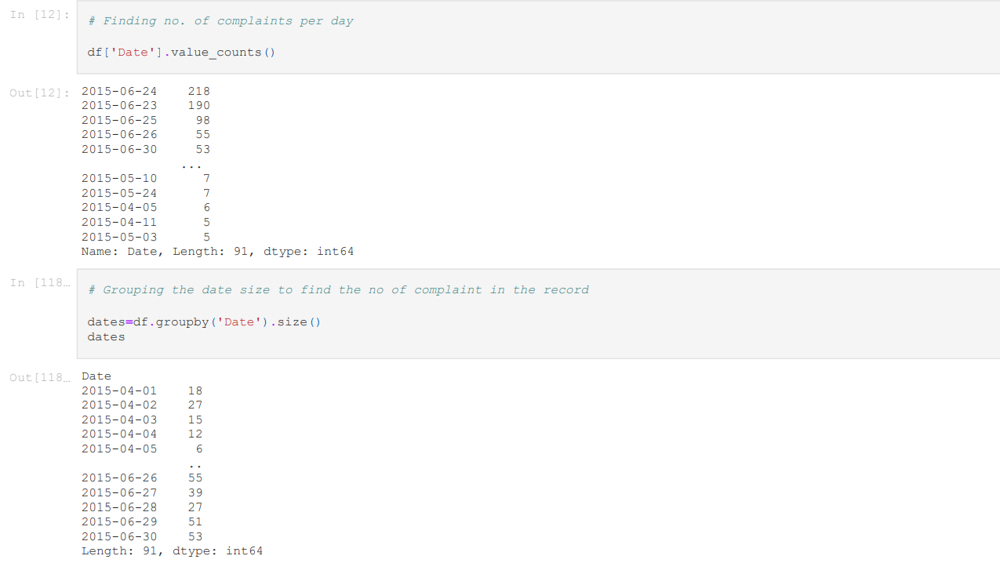 In [12]:
# Finding no. of complaints per day
df['Date'].value_counts()
Out[12]:
2015-06-24    218
2015-06-23    190
2015-06-25     98
2015-06-26     55
2015-06-30     53
...
2015-05-10      7
2015-05-24      7
2015-04-05      6
2015-04-11      5
2015-05-03      5
Name: Date, Length: 91, dtype: int64
In [118…
# Grouping the date size to find the no of complaint in the record
dates=df.groupby('Date').size()
dates
Out[118…
Date
2015-04-01    18
2015-04-02    27
2015-04-03    15
2015-04-04    12
2015-04-05     6
..
2015-06-26    55
2015-06-27    39
2015-06-28    27
2015-06-29    51
2015-06-30    53
Length: 91, dtype: int64